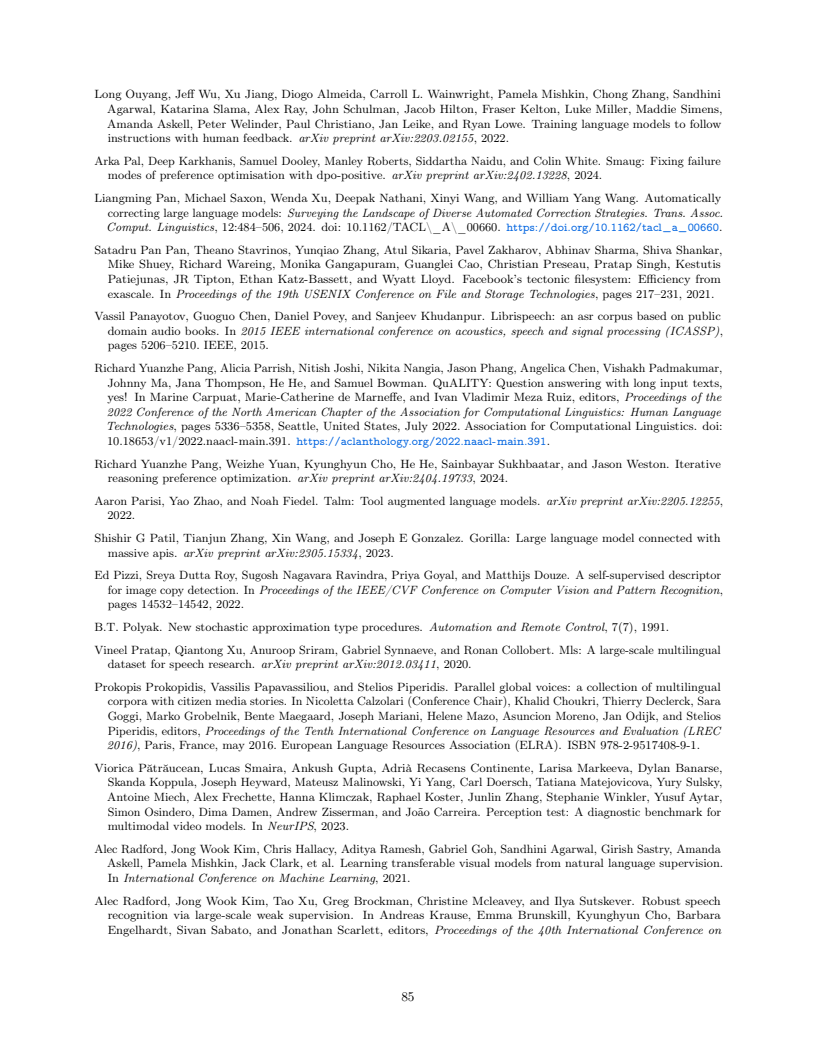 Long Ouyang, Jeff Wu, Xu Jiang, Diogo Almeida, Carroll L. Wainwright, Pamela Mishkin, Chong Zhang, Sandhini
Agarwal, Katarina Slama, Alex Ray, John Schulman, Jacob Hilton, Fraser Kelton, Luke Miller, Maddie Simens,
Amanda Askell, Peter Welinder, Paul Christiano, Jan Leike, and Ryan Lowe. Training language models to follow
instructions with human feedback. arXiv preprint arXiv:2203.02155, 2022.
Arka Pal, Deep Karkhanis, Samuel Dooley, Manley Roberts, Siddartha Naidu, and Colin White. Smaug: Fixing failure
modes of preference optimisation with dpo-positive. arXiv preprint arXiv:2402.13228, 2024.
Liangming Pan, Michael Saxon, Wenda Xu, Deepak Nathani, Xinyi Wang, and William Yang Wang. Automatically
correcting large language models: Surveying the Landscape of Diverse Automated Correction Strategies. Trans. Assoc.
Comput. Linguistics, 12:484–506, 2024. doi: 10.1162/TACL\_A\_00660. https://doi.org/10.1162/tacl_a_00660.
Satadru Pan Pan, Theano Stavrinos, Yunqiao Zhang, Atul Sikaria, Pavel Zakharov, Abhinav Sharma, Shiva Shankar,
Mike Shuey, Richard Wareing, Monika Gangapuram, Guanglei Cao, Christian Preseau, Pratap Singh, Kestutis
Patiejunas, JR Tipton, Ethan Katz-Bassett, and Wyatt Lloyd. Facebook's tectonic filesystem: Efficiency from
exascale. In Proceedings of the 19th USENIX Conference on File and Storage Technologies, pages 217–231, 2021.
Vassil Panayotov, Guoguo Chen, Daniel Povey, and Sanjeev Khudanpur. Librispeech: an asr corpus based on public
domain audio books. In 2015 IEEE international conference on acoustics, speech and signal processing (ICASSP),
pages 5206–5210. IEEE, 2015.
Richard Yuanzhe Pang, Alicia Parrish, Nitish Joshi, Nikita Nangia, Jason Phang, Angelica Chen, Vishakh Padmakumar,
Johnny Ma, Jana Thompson, He He, and Samuel Bowman. QuALITY: Question answering with long input texts,
yes! In Marine Carpuat, Marie-Catherine de Marneffe, and Ivan Vladimir Meza Ruiz, editors, Proceedings of the
2022 Conference of the North American Chapter of the Association for Computational Linguistics: Human Language
Technologies, pages 5336–5358, Seattle, United States, July 2022. Association for Computational Linguistics. doi:
10.18653/v1/2022.naacl-main.391. https://aclanthology.org/2022.naacl-main.391.
Richard Yuanzhe Pang, Weizhe Yuan, Kyunghyun Cho, He He, Sainbayar Sukhbaatar, and Jason Weston. Iterative
reasoning preference optimization. arXiv preprint arXiv:2404.19733, 2024.
Aaron Parisi, Yao Zhao, and Noah Fiedel. Talm: Tool augmented language models. arXiv preprint arXiv:2205.12255,
2022.
Shishir G Patil, Tianjun Zhang, Xin Wang, and Joseph E Gonzalez. Gorilla: Large language model connected with
massive apis. arXiv preprint arXiv:2305.15334, 2023.
Ed Pizzi, Sreya Dutta Roy, Sugosh Nagavara Ravindra, Priya Goyal, and Matthijs Douze. A self-supervised descriptor
for image copy detection. In Proceedings of the IEEE/CVF Conference on Computer Vision and Pattern Recognition,
pages 14532–14542, 2022.
B.T. Polyak. New stochastic approximation type procedures. Automation and Remote Control, 7(7), 1991.
Vineel Pratap, Qiantong Xu, Anuroop Sriram, Gabriel Synnaeve, and Ronan Collobert. Mls: A large-scale multilingual
dataset for speech research. arXiv preprint arXiv:2012.03411, 2020.
Prokopis Prokopidis, Vassilis Papavassiliou, and Stelios Piperidis. Parallel global voices: a collection of multilingual
corpora with citizen media stories. In Nicoletta Calzolari (Conference Chair), Khalid Choukri, Thierry Declerck, Sara
Goggi, Marko Grobelnik, Bente Maegaard, Joseph Mariani, Helene Mazo, Asuncion Moreno, Jan Odijk, and Stelios
Piperidis, editors, Proceedings of the Tenth International Conference on Language Resources and Evaluation (LREC
2016), Paris, France, may 2016. European Language Resources Association (ELRA). ISBN 978-2-9517408-9-1.
Viorica Pătrăucean, Lucas Smaira, Ankush Gupta, Adrià Recasens Continente, Larisa Markeeva, Dylan Banarse,
Skanda Koppula, Joseph Heyward, Mateusz Malinowski, Yi Yang, Carl Doersch, Tatiana Matejovicova, Yury Sulsky,
Antoine Miech, Alex Frechette, Hanna Klimczak, Raphael Koster, Junlin Zhang, Stephanie Winkler, Yusuf Aytar,
Simon Osindero, Dima Damen, Andrew Zisserman, and João Carreira. Perception test: A diagnostic benchmark for
multimodal video models. In NeurIPS, 2023.
Alec Radford, Jong Wook Kim, Chris Hallacy, Aditya Ramesh, Gabriel Goh, Sandhini Agarwal, Girish Sastry, Amanda
Askell, Pamela Mishkin, Jack Clark, et al. Learning transferable visual models from natural language supervision.
In International Conference on Machine Learning, 2021.
Alec Radford, Jong Wook Kim, Tao Xu, Greg Brockman, Christine Mcleavey, and Ilya Sutskever. Robust speech
recognition via large-scale weak supervision. In Andreas Krause, Emma Brunskill, Kyunghyun Cho, Barbara
Engelhardt, Sivan Sabato, and Jonathan Scarlett, editors, Proceedings of the 40th International Conference on
85